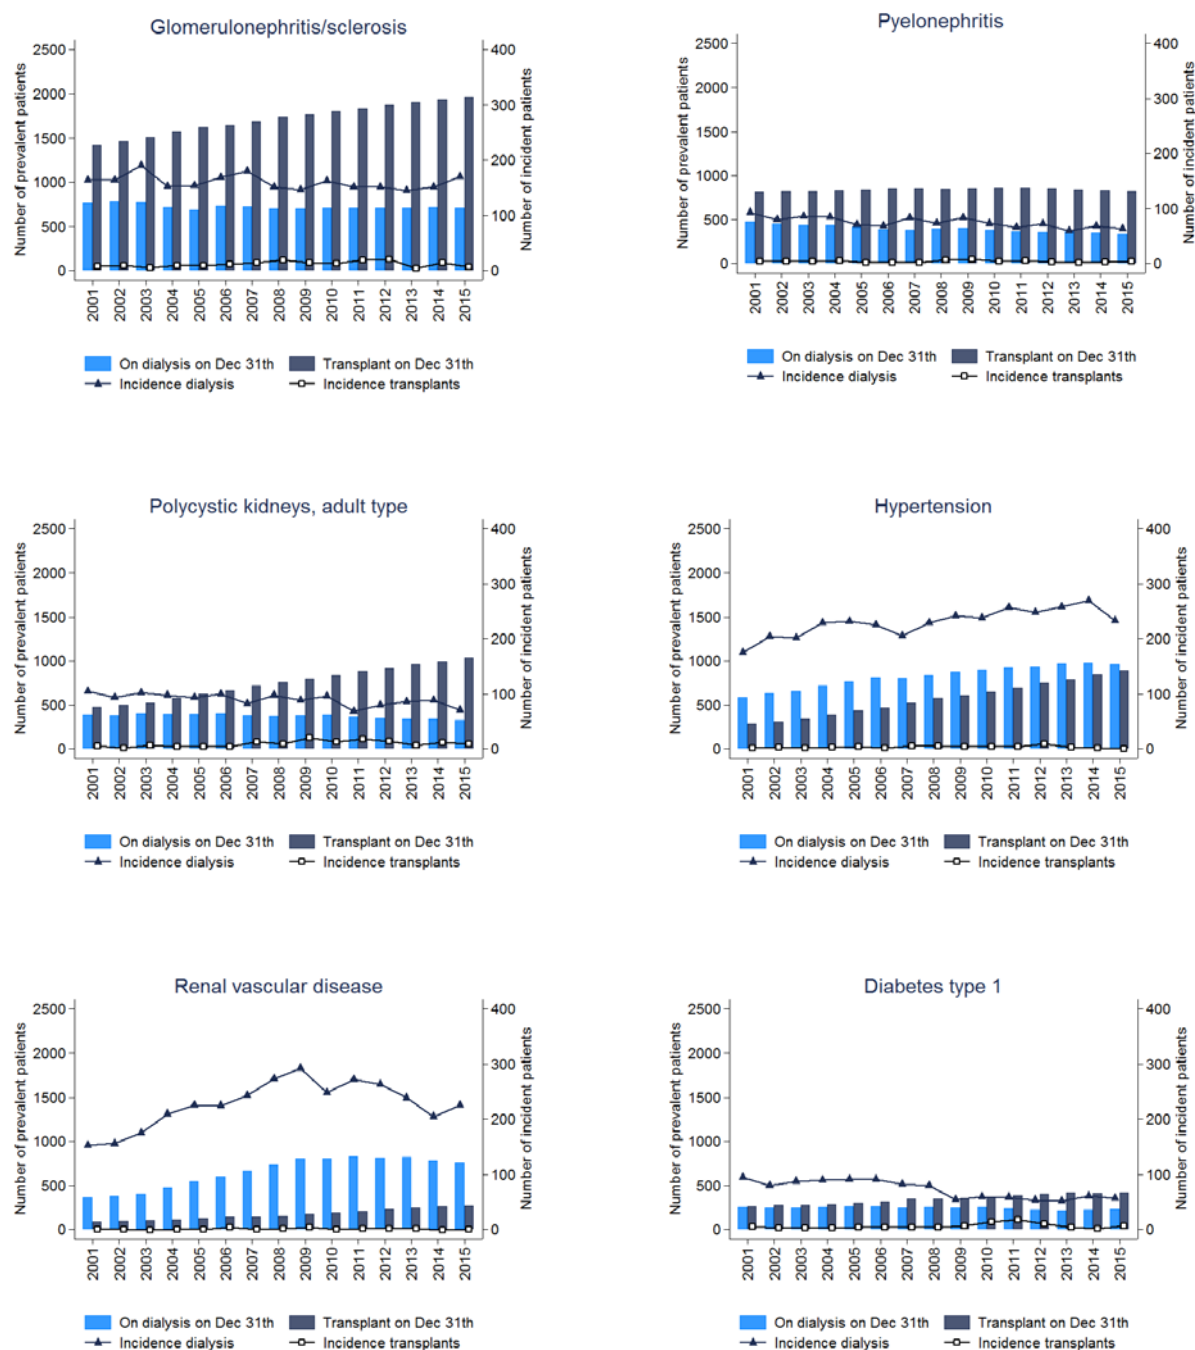 Glomerulonephritis/sclerosis
Number of prevalent patients
2500
2000
1500
1000
500
0
400
300
200
100
0
Number of incident patients
2001 2002 2003 2004 2005 2006 2007 2008 2009 2010 2011 2012 2013 2014 2015
On dialysis on Dec 31th Transplant on Dec 31th
Incidence dialysis Incidence transplants
Pyelonephritis
Number of prevalent patients
2500
2000
1500
1000
500
0
400
300
200
100
0
Number of incident patients
2001 2002 2003 2004 2005 2006 2007 2008 2009 2010 2011 2012 2013 2014 2015
On dialysis on Dec 31th Transplant on Dec 31th
Incidence dialysis Incidence transplants
Polycystic kidneys, adult type
Number of prevalent patients
2500
2000
1500
1000
500
0
400
300
200
100
0
Number of incident patients
2001 2002 2003 2004 2005 2006 2007 2008 2009 2010 2011 2012 2013 2014 2015
On dialysis on Dec 31th Transplant on Dec 31th
Incidence dialysis Incidence transplants
Hypertension
Number of prevalent patients
2500
2000
1500
1000
500
0
400
300
200
100
0
Number of incident patients
2001 2002 2003 2004 2005 2006 2007 2008 2009 2010 2011 2012 2013 2014 2015
On dialysis on Dec 31th Transplant on Dec 31th
Incidence dialysis Incidence transplants
Renal vascular disease
Number of prevalent patients
2500
2000
1500
1000
500
0
400
300
200
100
0
Number of incident patients
2001 2002 2003 2004 2005 2006 2007 2008 2009 2010 2011 2012 2013 2014 2015
On dialysis on Dec 31th Transplant on Dec 31th
Incidence dialysis Incidence transplants
Diabetes type 1
Number of prevalent patients
2500
2000
1500
1000
500
0
400
300
200
100
0
Number of incident patients
2001 2002 2003 2004 2005 2006 2007 2008 2009 2010 2011 2012 2013 2014 2015
On dialysis on Dec 31th Transplant on Dec 31th
Incidence dialysis Incidence transplants